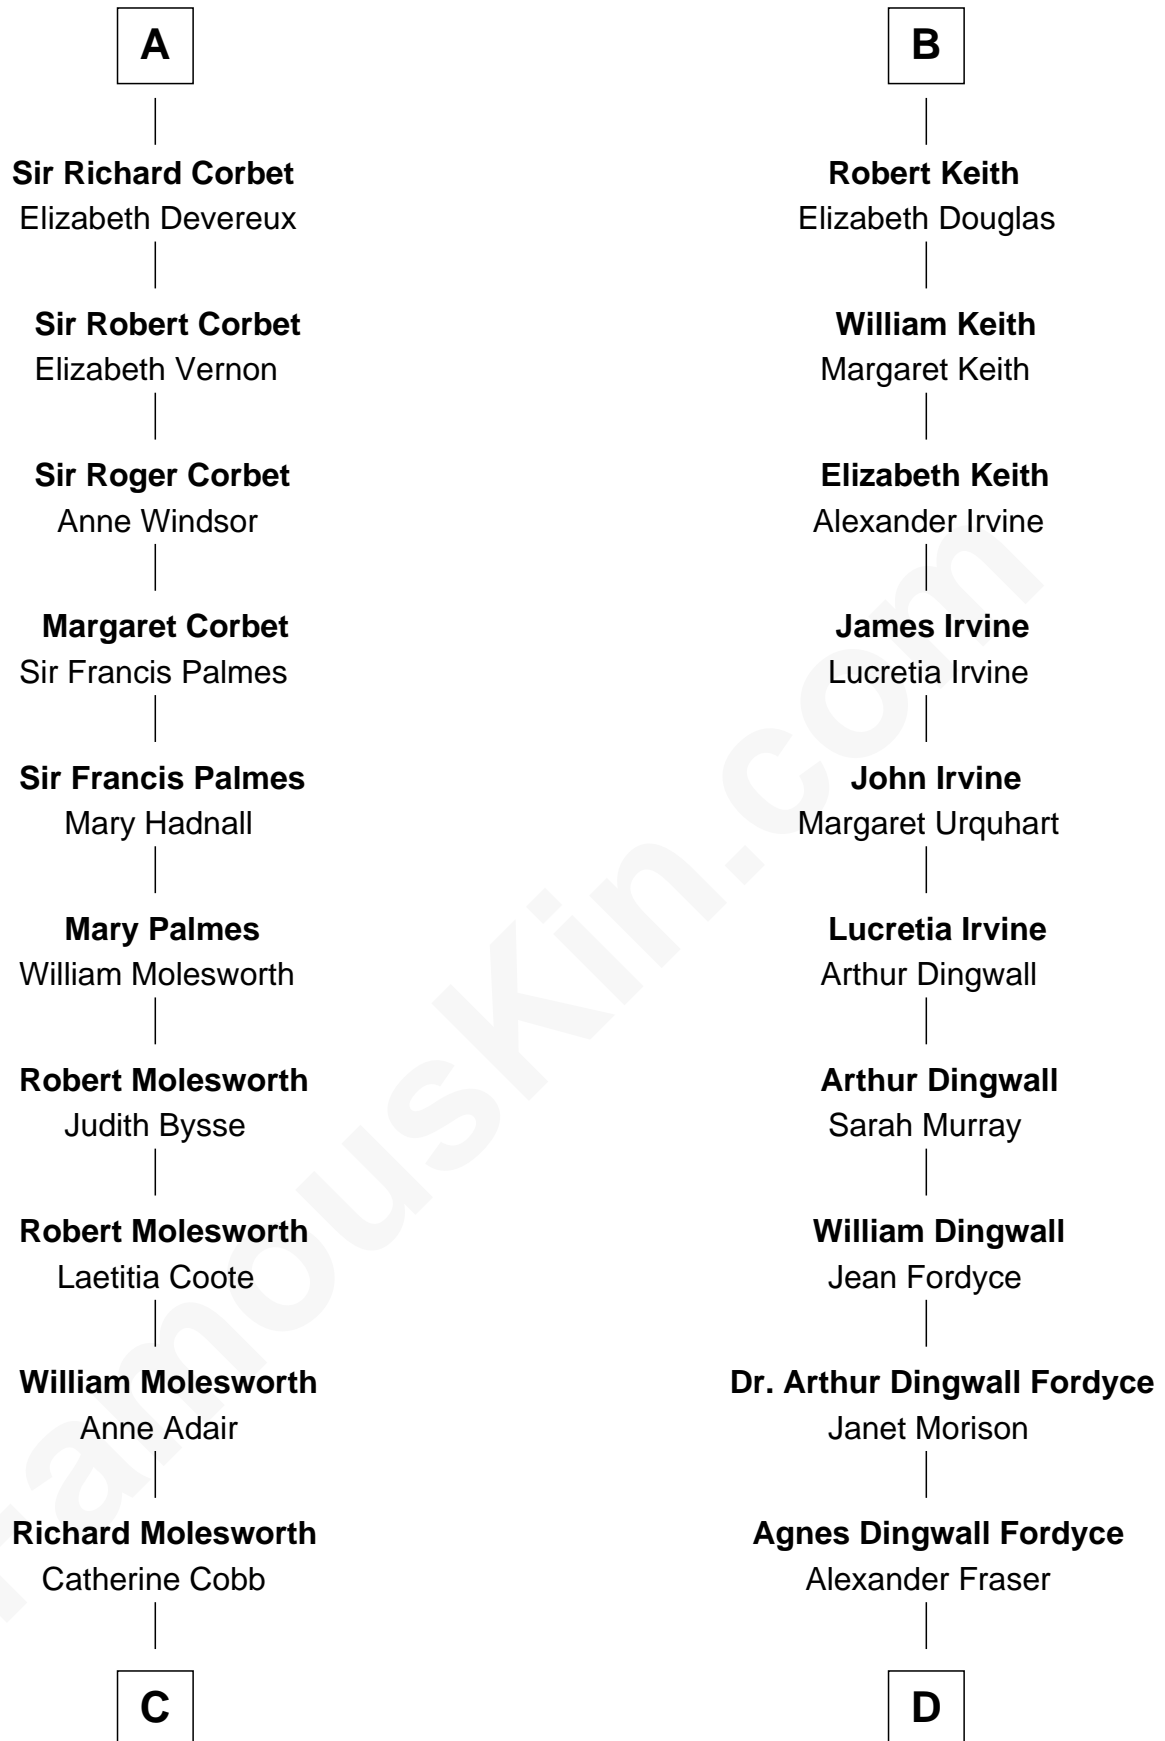 A
Sir Richard Corbet
Elizabeth Devereux
Sir Robert Corbet
Elizabeth Vernon
Sir Roger Corbet
Anne Windsor
Margaret Corbet
Sir Francis Palmes
Sir Francis Palmes
Mary Hadnall
Mary Palmes
William Molesworth
Robert Molesworth
Judith Bysse
Robert Molesworth
Laetitia Coote
William Molesworth
Anne Adair
Richard Molesworth
Catherine Cobb
C
B
Robert Keith
Elizabeth Douglas
William Keith
Margaret Keith
Elizabeth Keith
Alexander Irvine
James Irvine
Lucretia Irvine
John Irvine
Margaret Urquhart
Lucretia Irvine
Arthur Dingwall
Arthur Dingwall
Sarah Murray
William Dingwall
Jean Fordyce
Dr. Arthur Dingwall Fordyce
Janet Morison
Agnes Dingwall Fordyce
Alexander Fraser
D
FamousKin.com